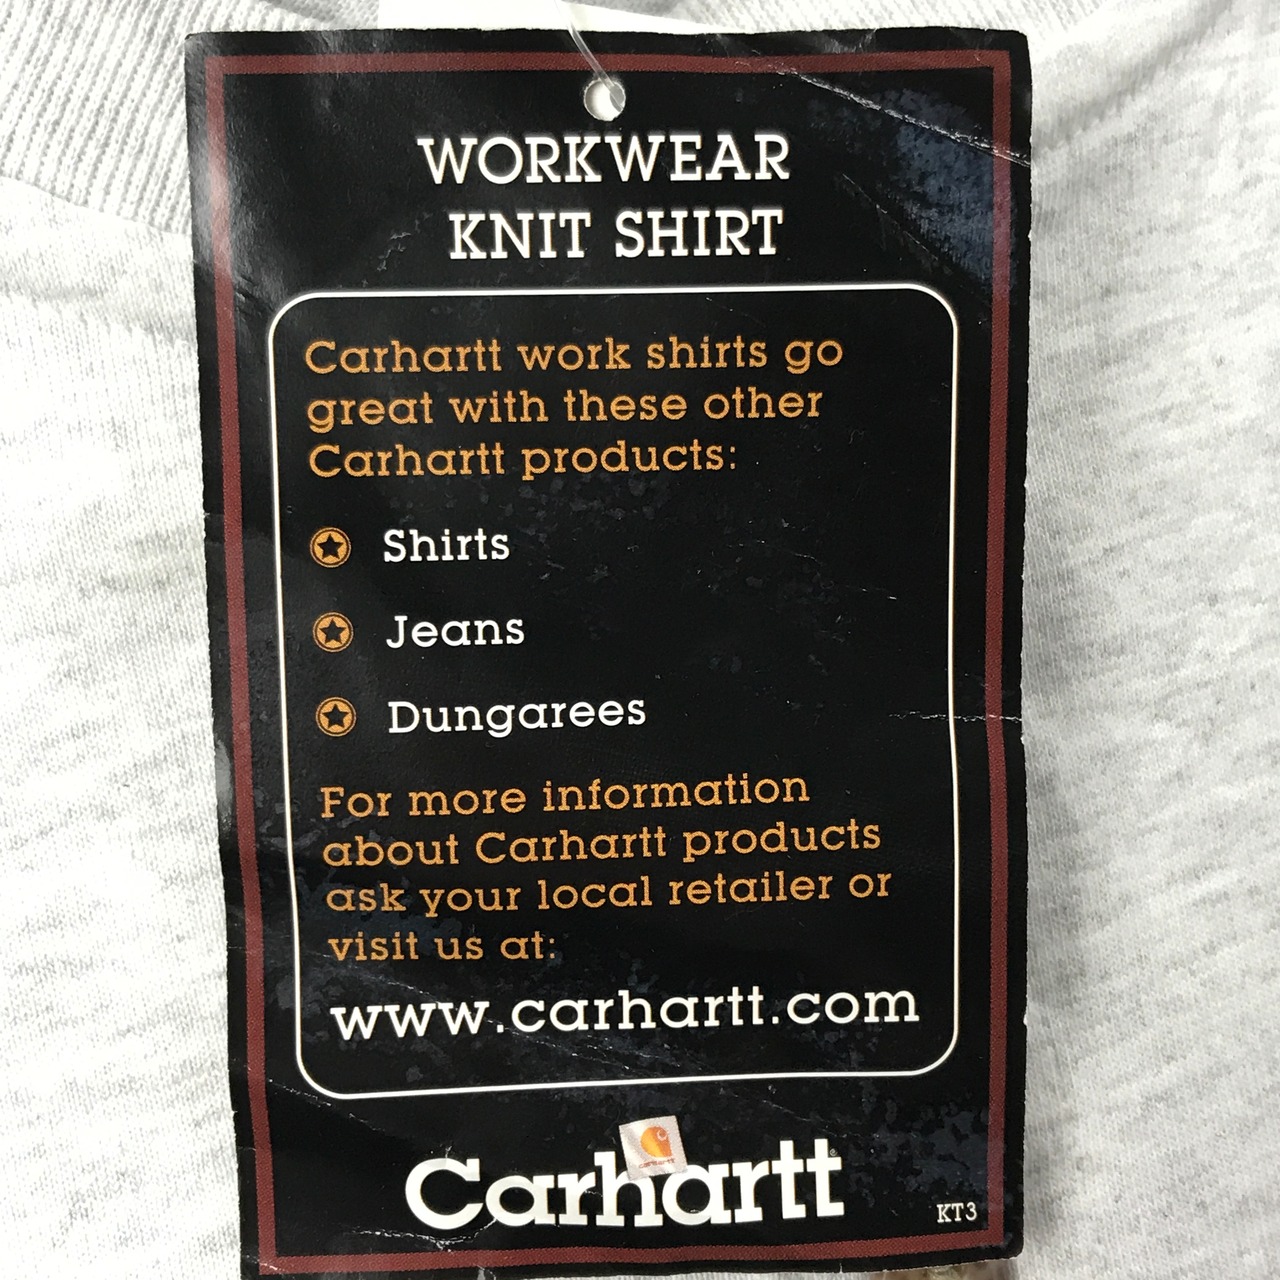 WORKWEAR
KNIT SHIRT
Carhartt work shirts go
great with these other
Carhartt products:
Shirts
Jeans
Dungarees
For more information
about Carhartt products
ask your local retailer or
visit us at:
www.carhartt.com
carhartt
Carhartt®
KT3